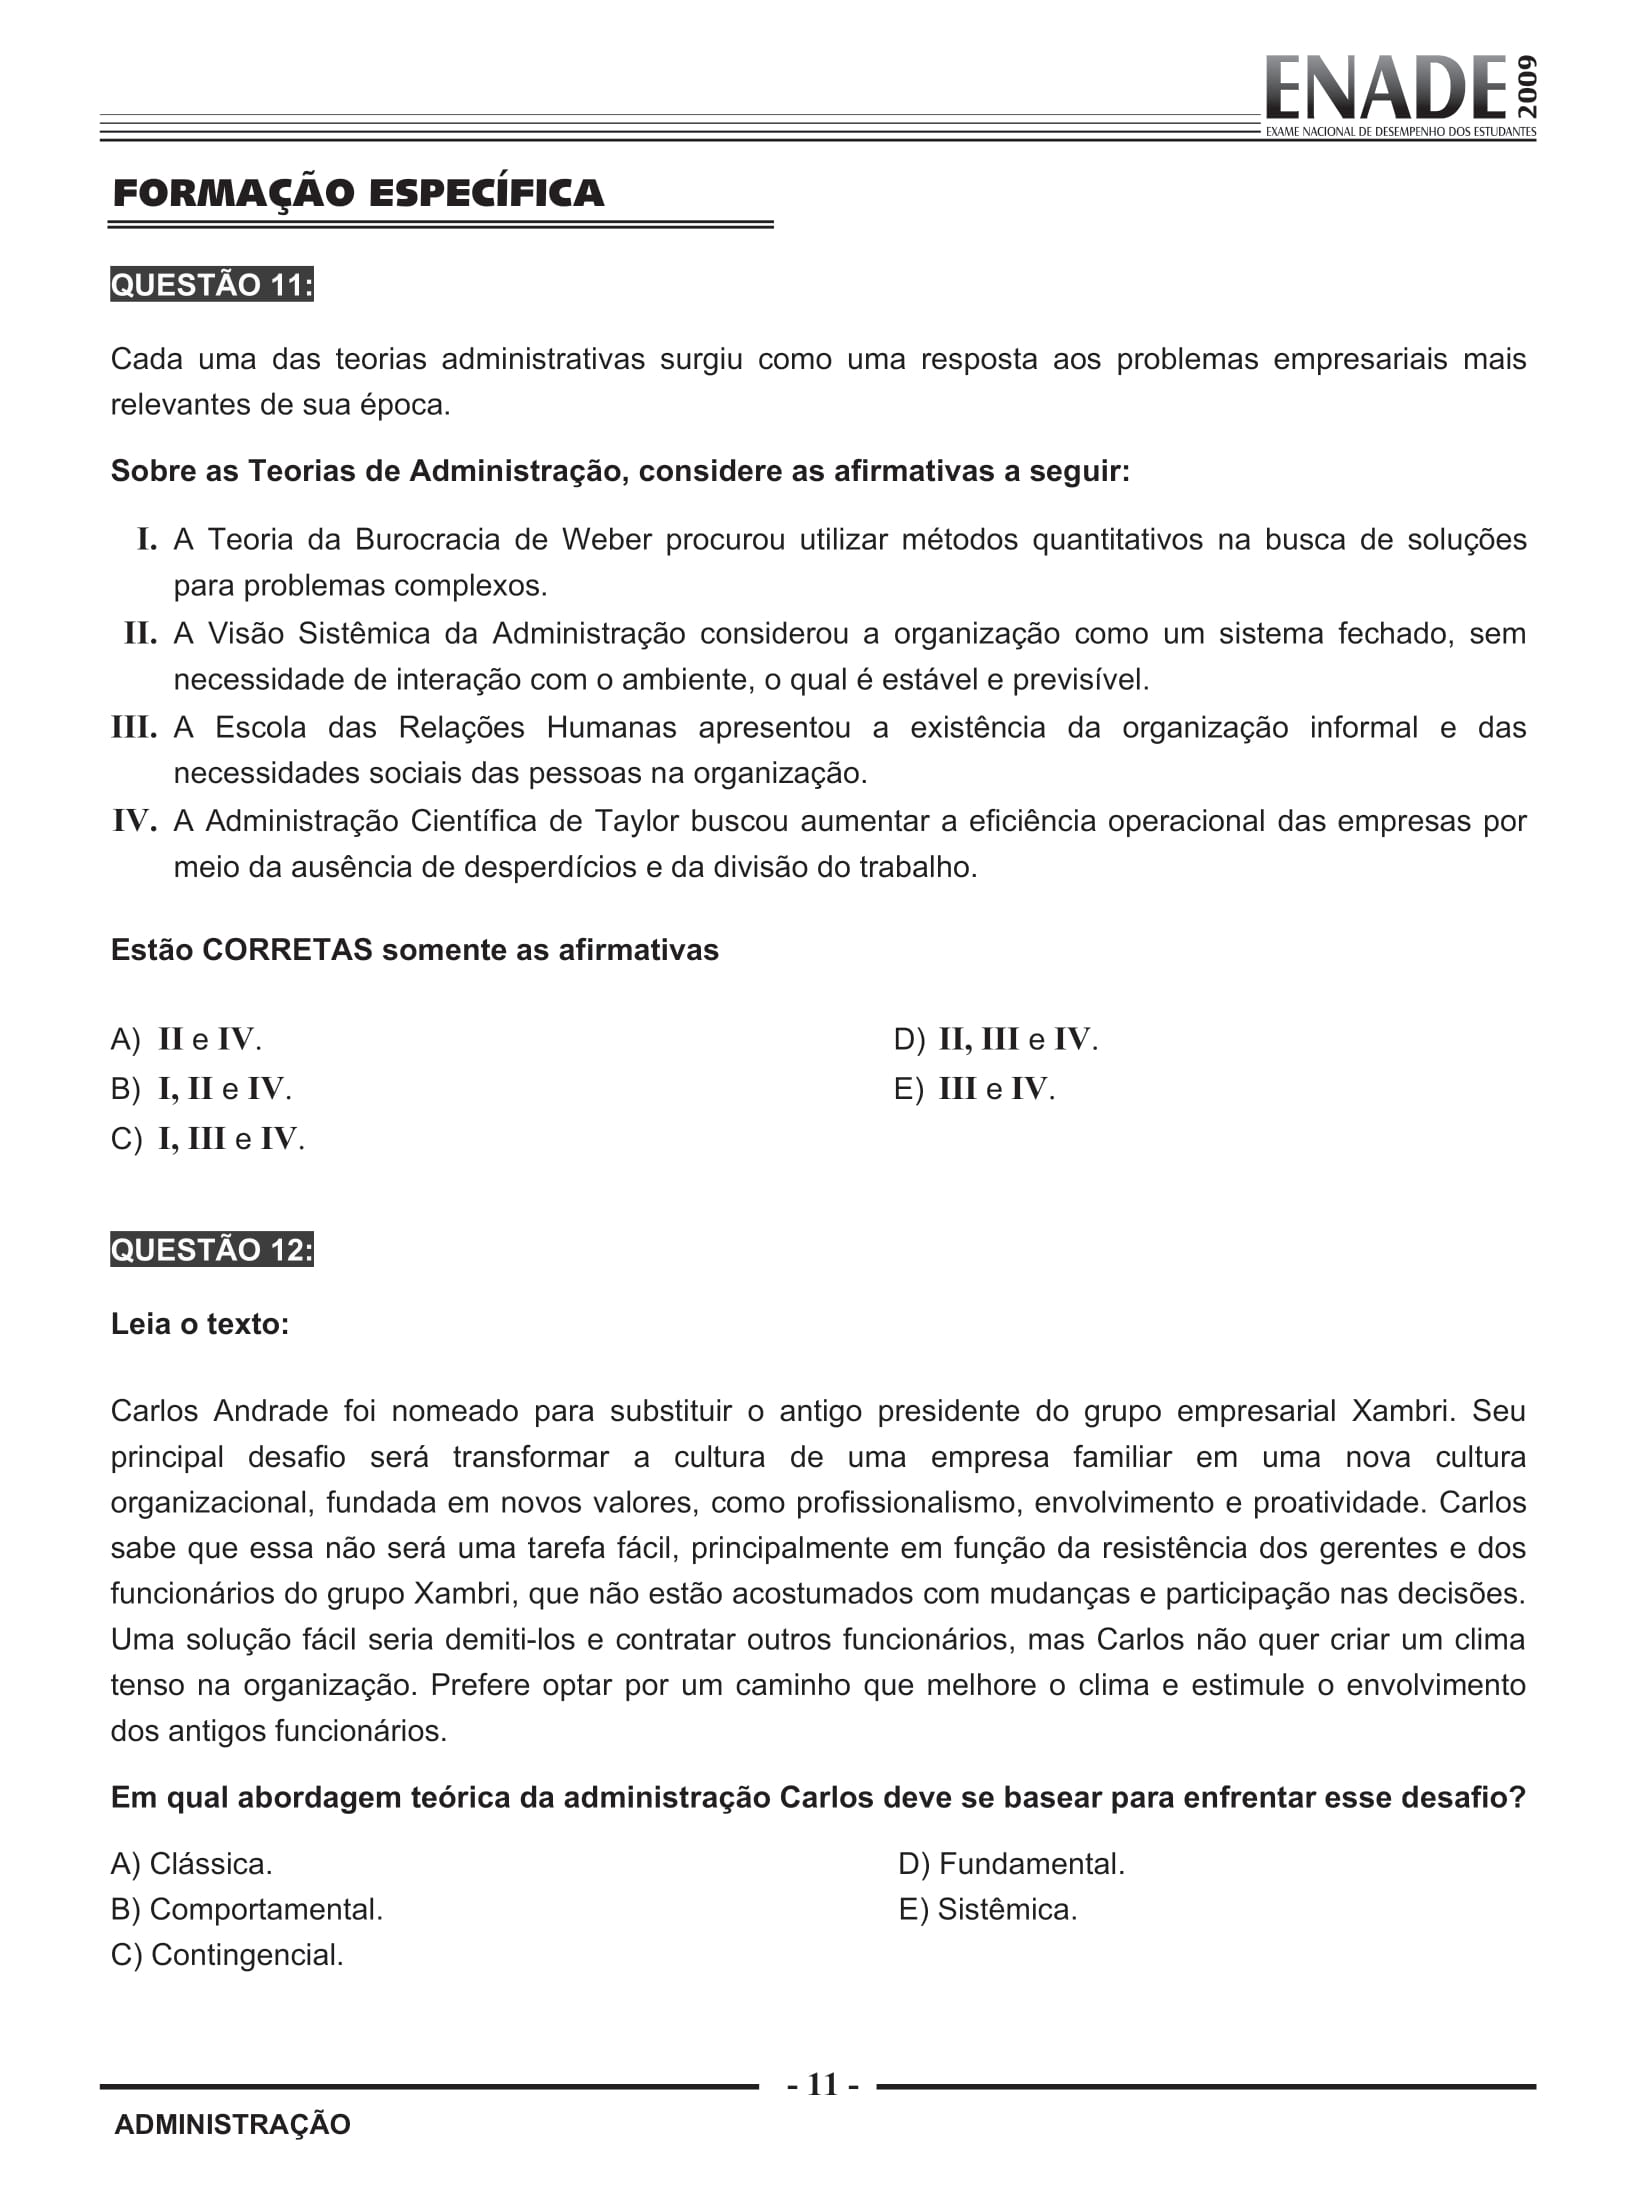 ENADE 2009
EXAME NACIONAL DE DESEMPENHO DOS ESTUDANTES
FORMAÇÃO ESPECÍFICA
QUESTÃO 11:
Cada uma das teorias administrativas surgiu como uma resposta aos problemas empresariais mais
relevantes de sua época.
Sobre as Teorias de Administração, considere as afirmativas a seguir:
I. A Teoria da Burocracia de Weber procurou utilizar métodos quantitativos na busca de soluções
para problemas complexos.
II. A Visão Sistêmica da Administração considerou a organização como um sistema fechado, sem
necessidade de interação com o ambiente, o qual é estável e previsível.
III. A Escola das Relações Humanas apresentou a existência da organização informal e das
necessidades sociais das pessoas na organização.
IV. A Administração Científica de Taylor buscou aumentar a eficiência operacional das empresas por
meio da ausência de desperdícios e da divisão do trabalho.
Estão CORRETAS somente as afirmativas
A) II e IV.
B) I, II e IV.
C) I, III e IV.
D) II, III e IV.
E) III e IV.
QUESTÃO 12:
Leia o texto:
Carlos Andrade foi nomeado para substituir o antigo presidente do grupo empresarial Xambri. Seu
principal desafio será transformar a cultura de uma empresa familiar em uma nova cultura
organizacional, fundada em novos valores, como profissionalismo, envolvimento e proatividade. Carlos
sabe que essa não será uma tarefa fácil, principalmente em função da resistência dos gerentes e dos
funcionários do grupo Xambri, que não estão acostumados com mudanças e participação nas decisões.
Uma solução fácil seria demiti-los e contratar outros funcionários, mas Carlos não quer criar um clima
tenso na organização. Prefere optar por um caminho que melhore o clima e estimule o envolvimento
dos antigos funcionários.
Em qual abordagem teórica da administração Carlos deve se basear para enfrentar esse desafio?
A) Clássica.
B) Comportamental.
C) Contingencial.
D) Fundamental.
E) Sistêmica.
- 11 -
ADMINISTRAÇÃO